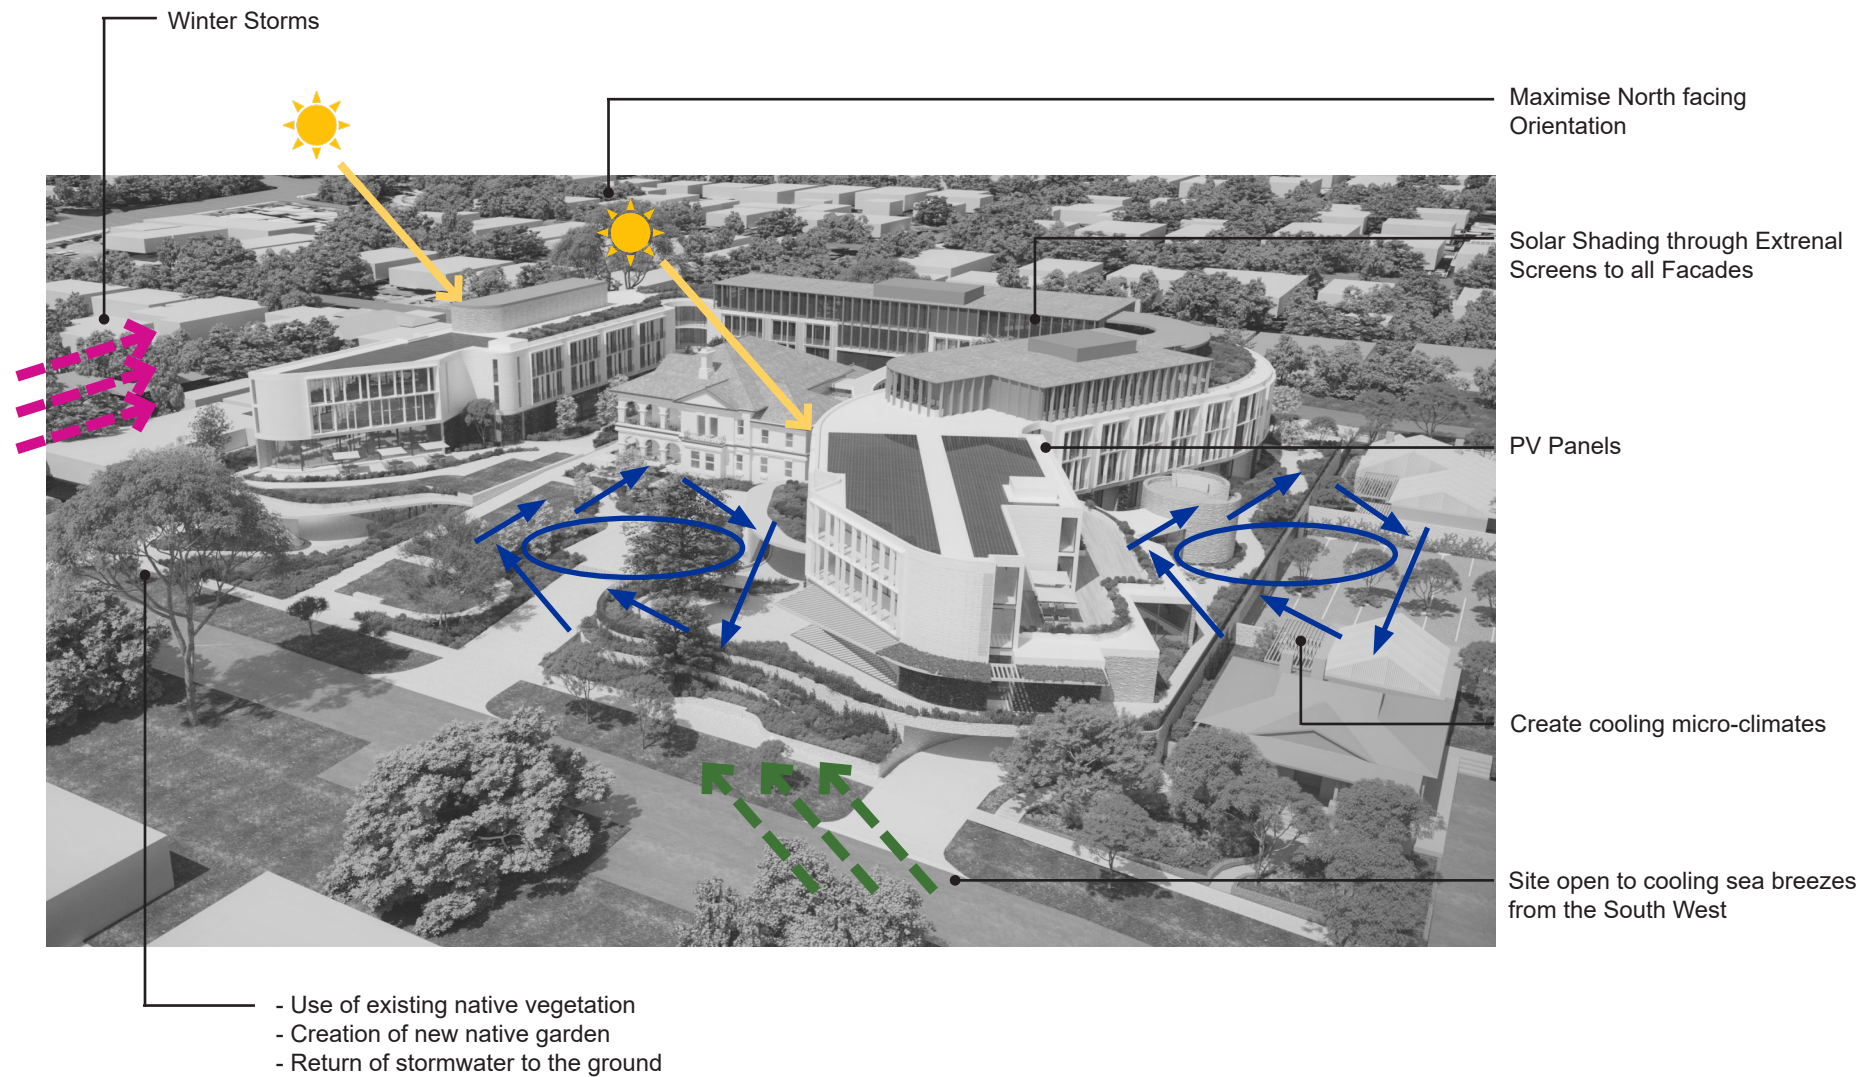 Winter Storms
Maximise North facing
Orientation
Solar Shading through Extrenal
Screens to all Facades
PV Panels
Create cooling micro-climates
Site open to cooling sea breezes
from the South West
- Use of existing native vegetation
- Creation of new native garden
- Return of stormwater to the ground